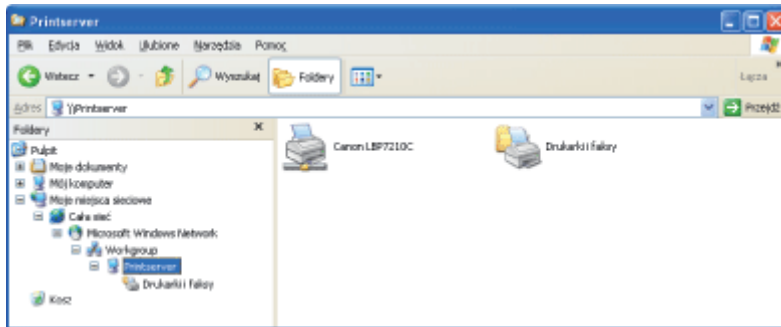 Printserver
Plik Edycja Widok Ulubione Narzędzia Pomoc
Wstecz Wyszukaj Foldery
Łącza
Adres \\Printserver Przejdź
Foldery
Pulpit
Moje dokumenty
Mój komputer
Moje miejsca sieciowe
Cała sieć
Microsoft Windows Network
Workgroup
Printserver
Drukarki i faksy
Kosz
Canon LBP7210C
Drukarki i faksy